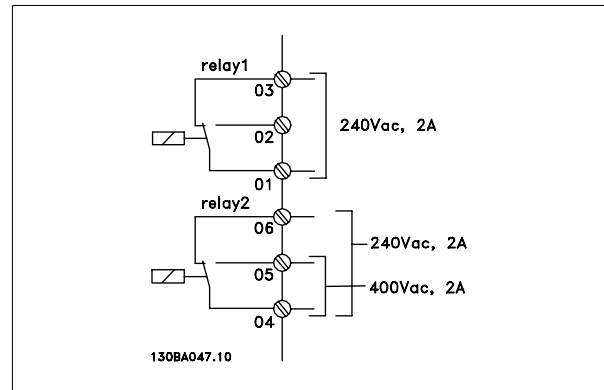 relay1
03
02
240Vac, 2A
01
relay2
06
240Vac, 2A
05
400Vac, 2A
04
130BA047.10